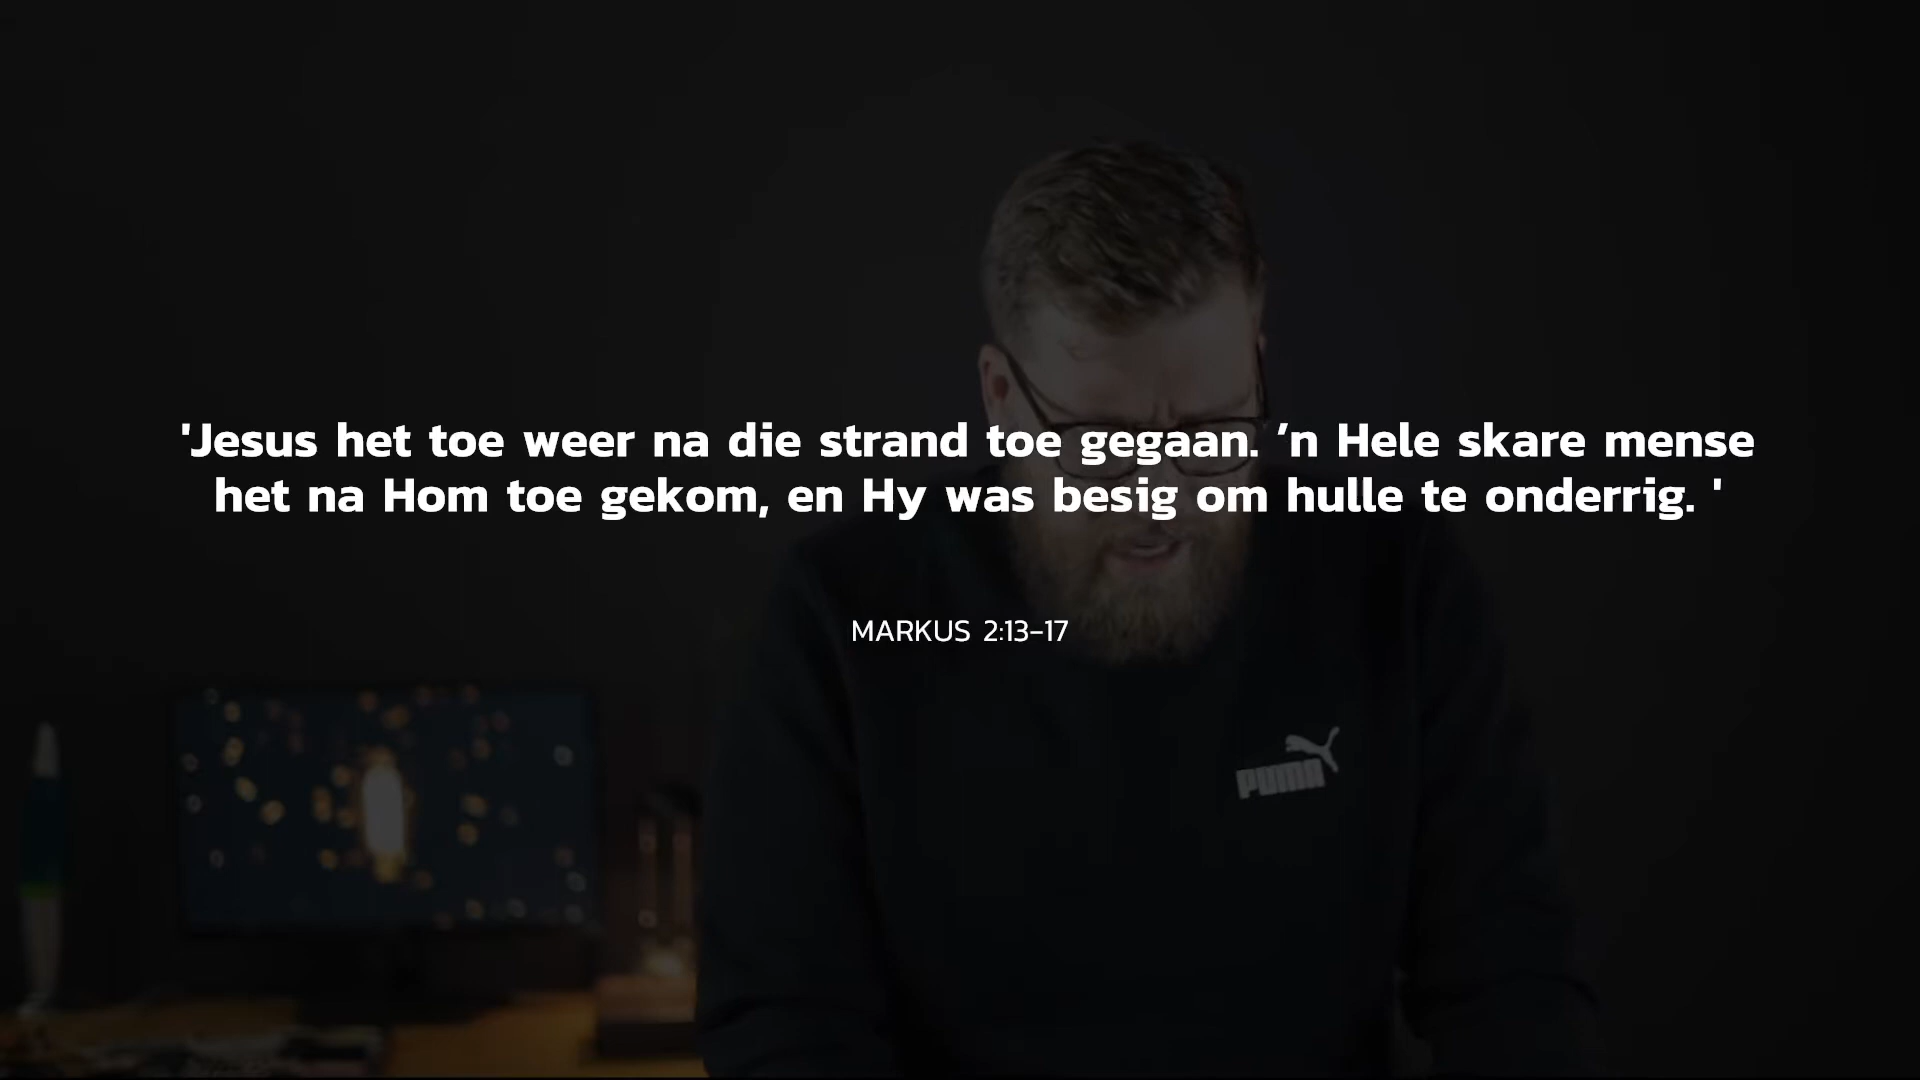 'Jesus het toe weer na die strand toe gegaan. ’n Hele skare mense
het na Hom toe gekom, en Hy was besig om hulle te onderrig. '
MARKUS 2:13-17
PUMA